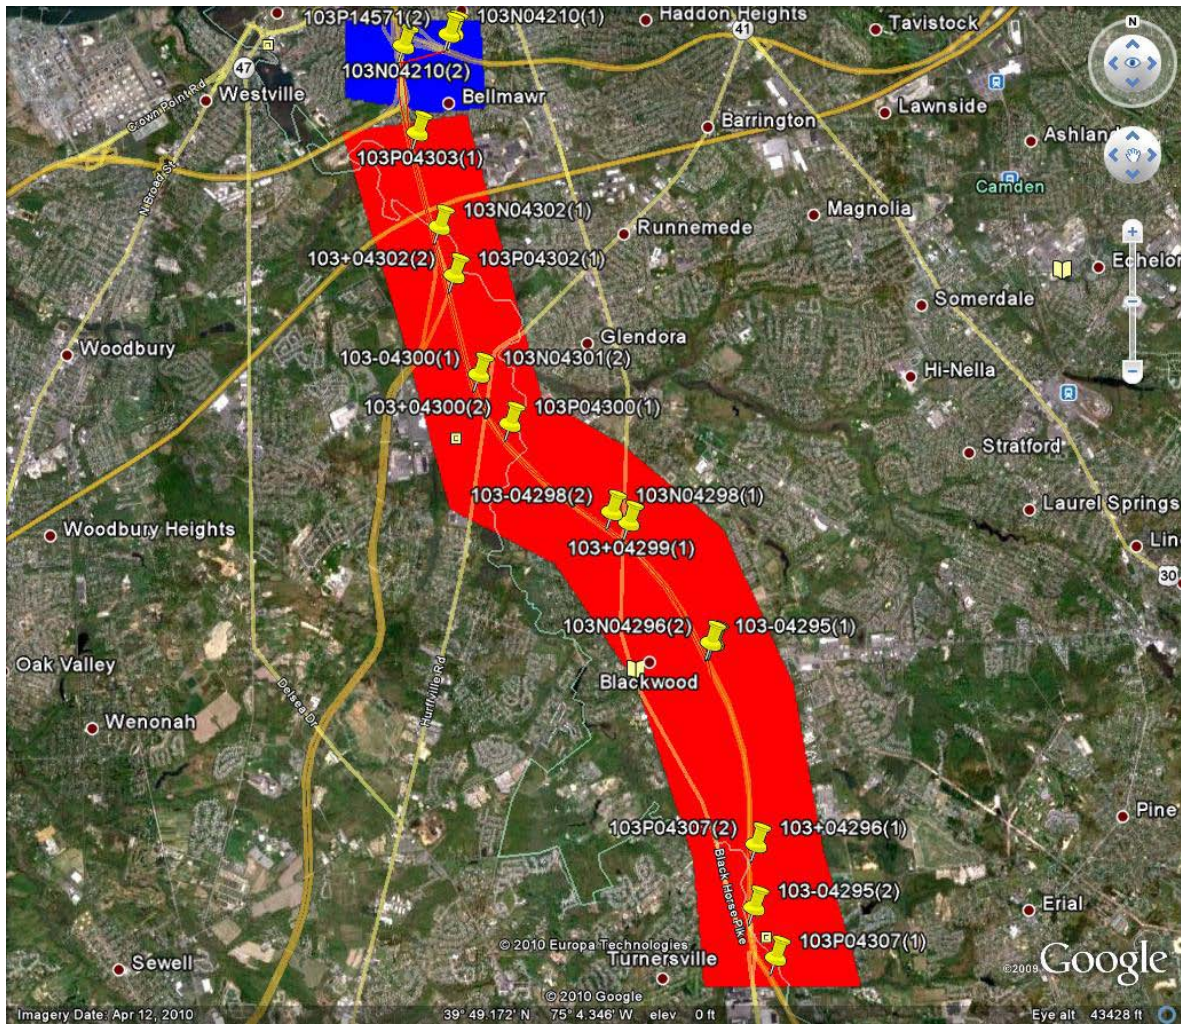 103P14571(2)
103N04210(1)
Haddon Heights
Tavistock
41
N
103N04210(2)
47
Westville
Bellmawr
Lawnside
Crown Point Rd
Barrington
Ashland
103P04303(1)
N Broad St
Camden
103N04302(1)
Magnolia
Runnemede
103+04302(2)
103P04302(1)
Echelon
Somerdale
Woodbury
Glendora
103-04300(1)
103N04301(2)
Hi-Nella
103+04300(2)
103P04300(1)
Stratford
103-04298(2)
103N04298(1)
Laurel Springs
Woodbury Heights
103+04299(1)
Lin
30
103N04296(2)
103-04295(1)
Oak Valley
Blackwood
Delsea Dr
Hurffville Rd
Wenonah
Pine
103P04307(2)
103+04296(1)
Black Horse Pike
103-04295(2)
Erial
© 2010 Europa Technologies
103P04307(1)
Turnersville
Sewell
©2009 Google
© 2010 Google
Imagery Date: Apr 12, 2010
39° 49.172' N 75° 4.346' W elev 0 ft
Eye alt 43428 ft